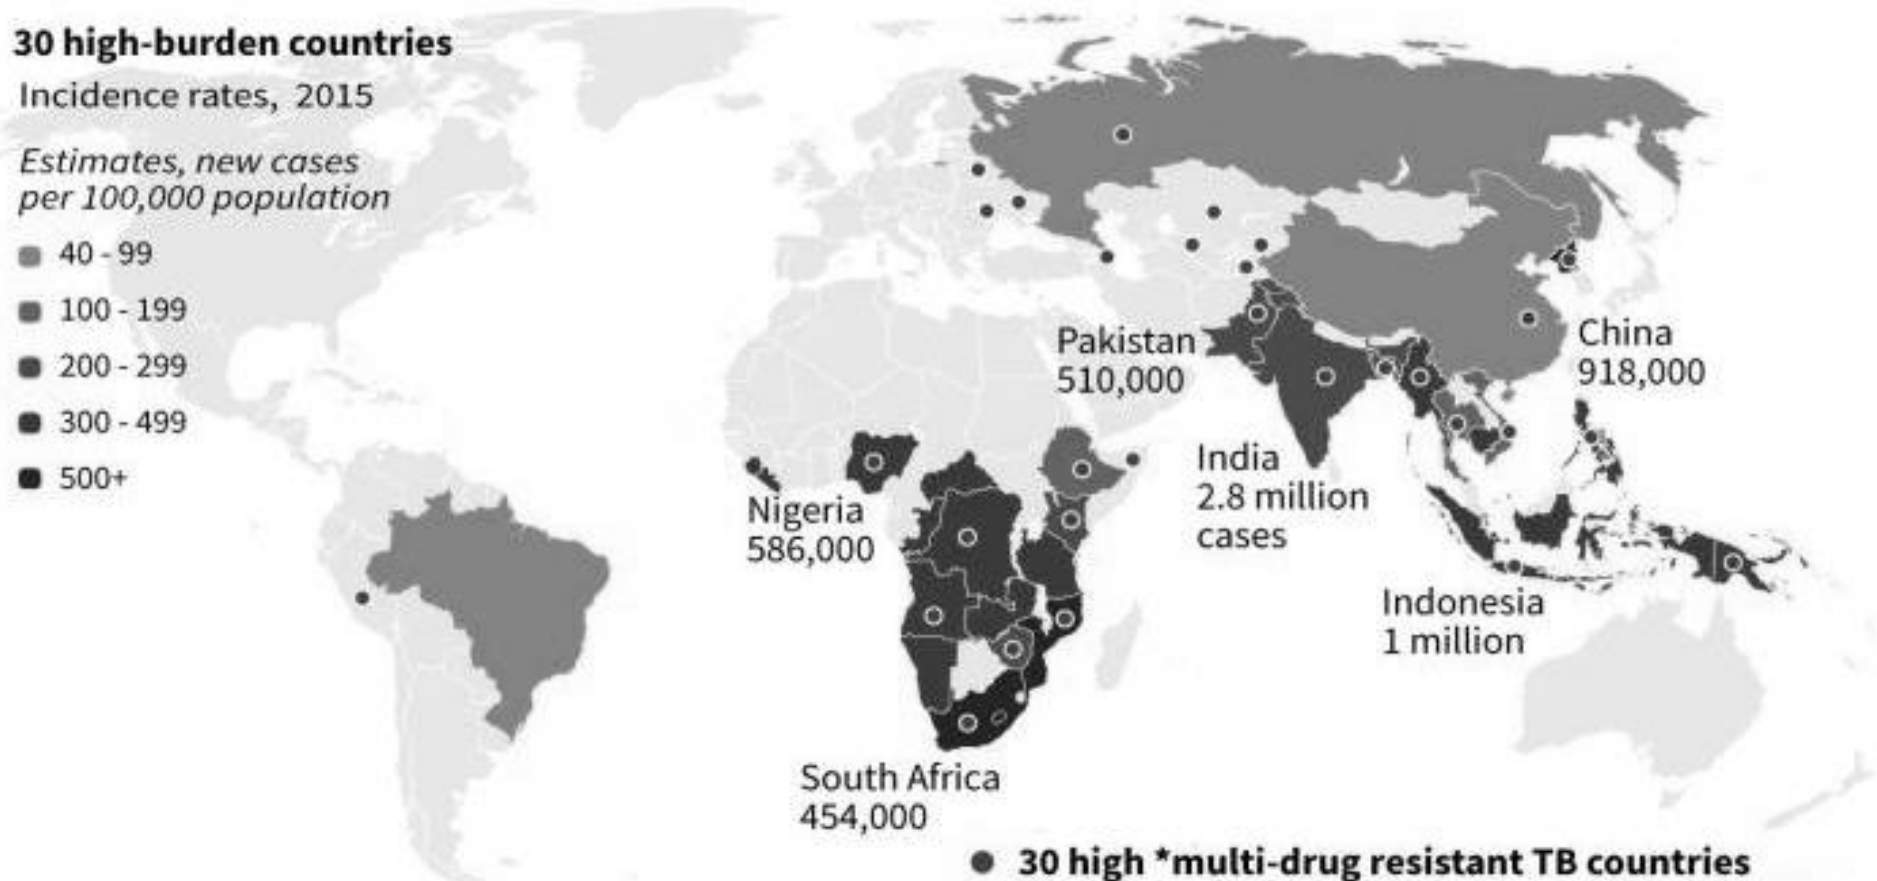 30 high-burden countries
Incidence rates, 2015
Estimates, new cases
per 100,000 population
40 - 99
100 - 199
200 - 299
300 - 499
500+
Pakistan
510,000
China
918,000
India
2.8 million
cases
Nigeria
586,000
Indonesia
1 million
South Africa
454,000
30 high *multi-drug resistant TB countries